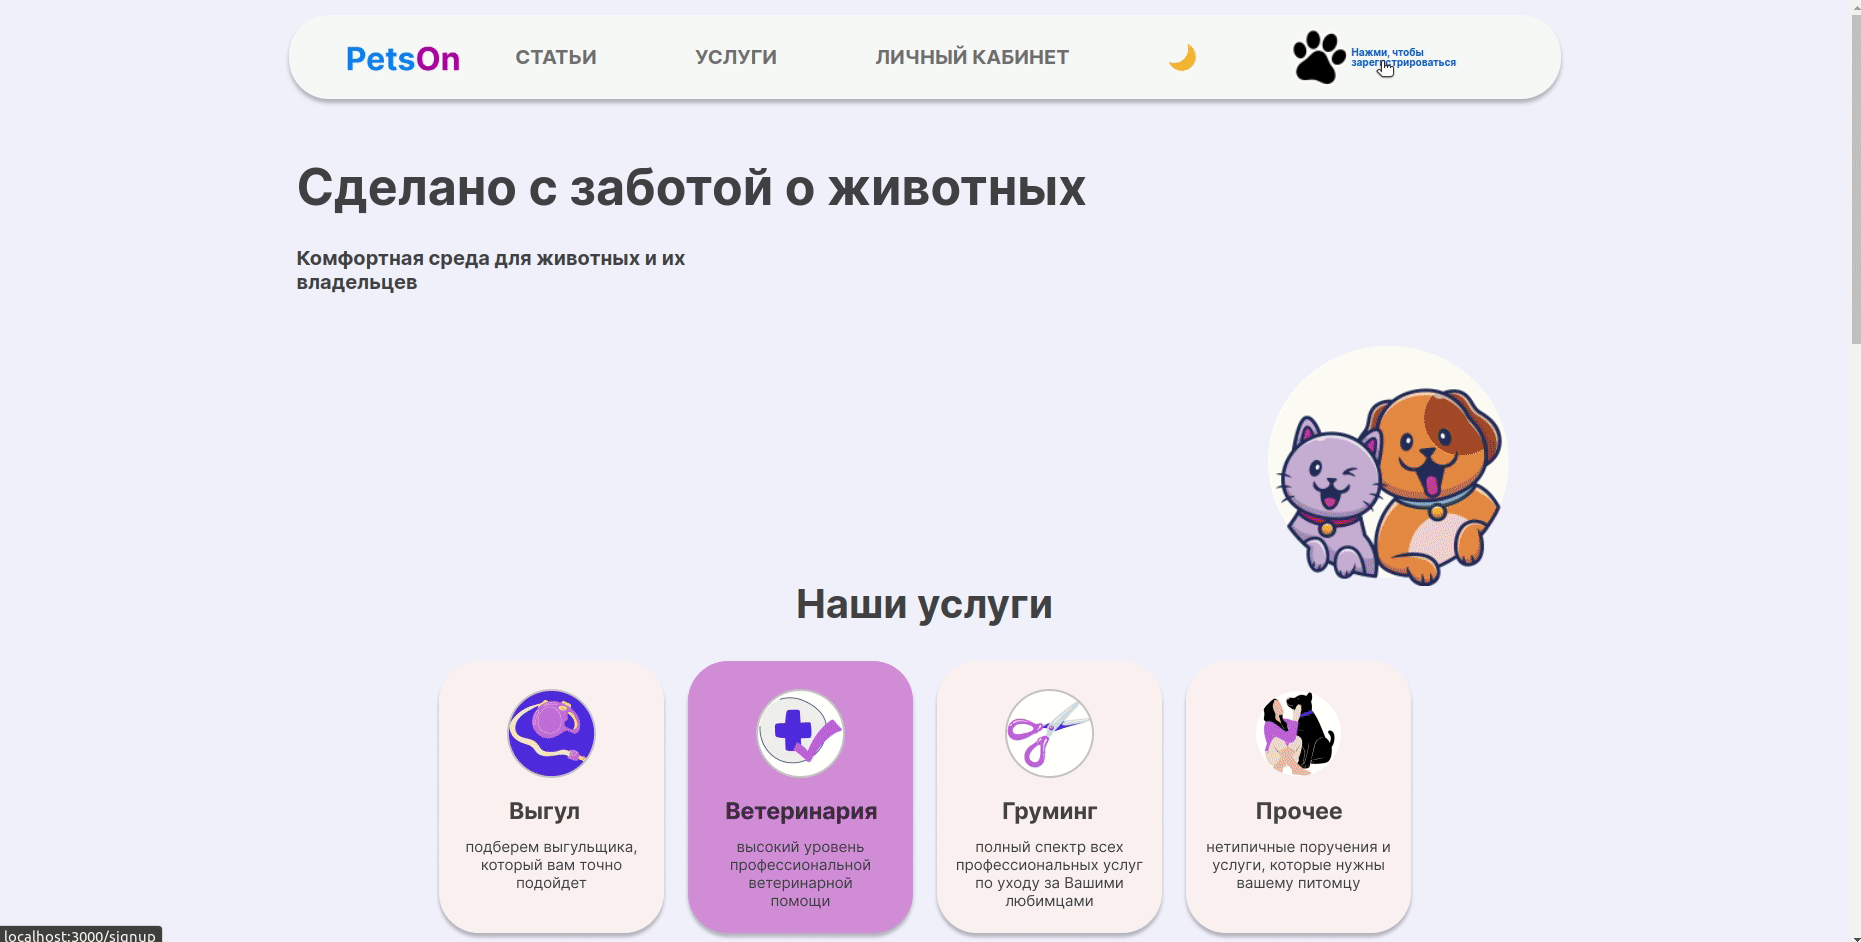 PetsOn
СТАТЬИ
УСЛУГИ
ЛИЧНЫЙ КАБИНЕТ
Нажми, чтобы
зарегистрироваться
Сделано с заботой о животных
Комфортная среда для животных и их
владельцев
Наши услуги
Выгул
подберем выгульщика,
который вам точно
подойдет
Ветеринария
высокий уровень
профессиональной
ветеринарной
помощи
Груминг
полный спектр всех
профессиональных услуг
по уходу за Вашими
любимцами
Прочее
нетипичные поручения и
услуги, которые нужны
вашему питомцу
localhost:3000/signup